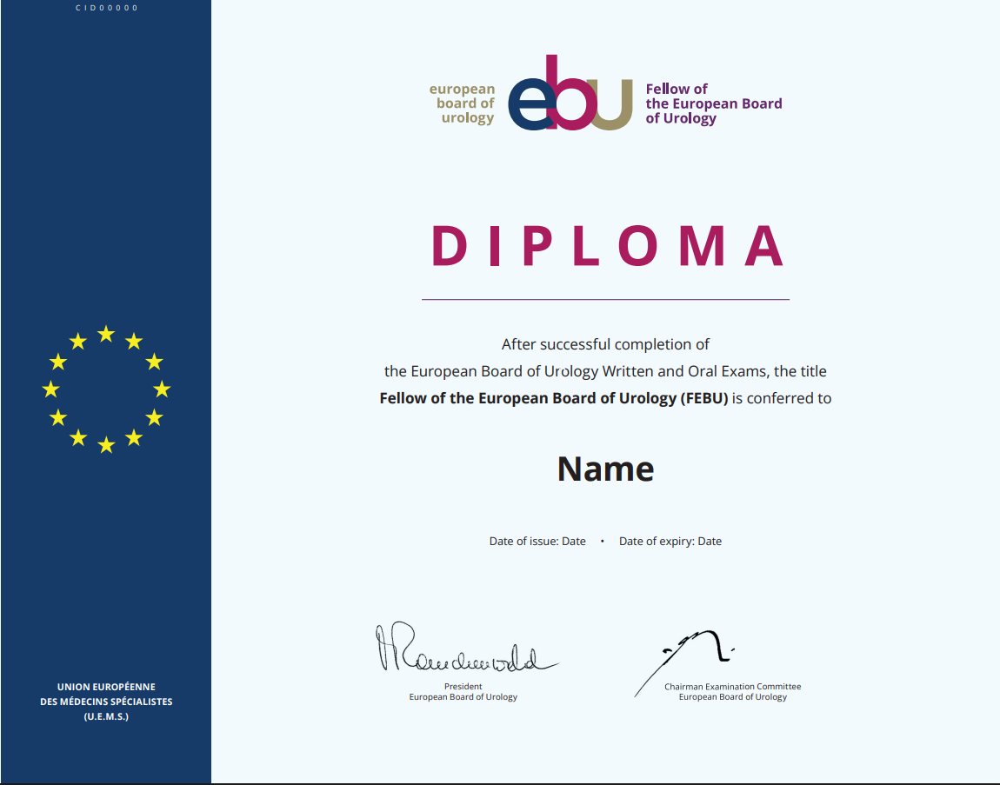 CID00000
european
board of
urology
ebu
Fellow of
the European Board
of Urology
DIPLOMA
After successful completion of
the European Board of Urology Written and Oral Exams, the title
Fellow of the European Board of Urology (FEBU) is conferred to
Name
Date of issue: Date • Date of expiry: Date
President
European Board of Urology
Chairman Examination Committee
European Board of Urology
UNION EUROPÉENNE
DES MÉDECINS SPÉCIALISTES
(U.E.M.S.)